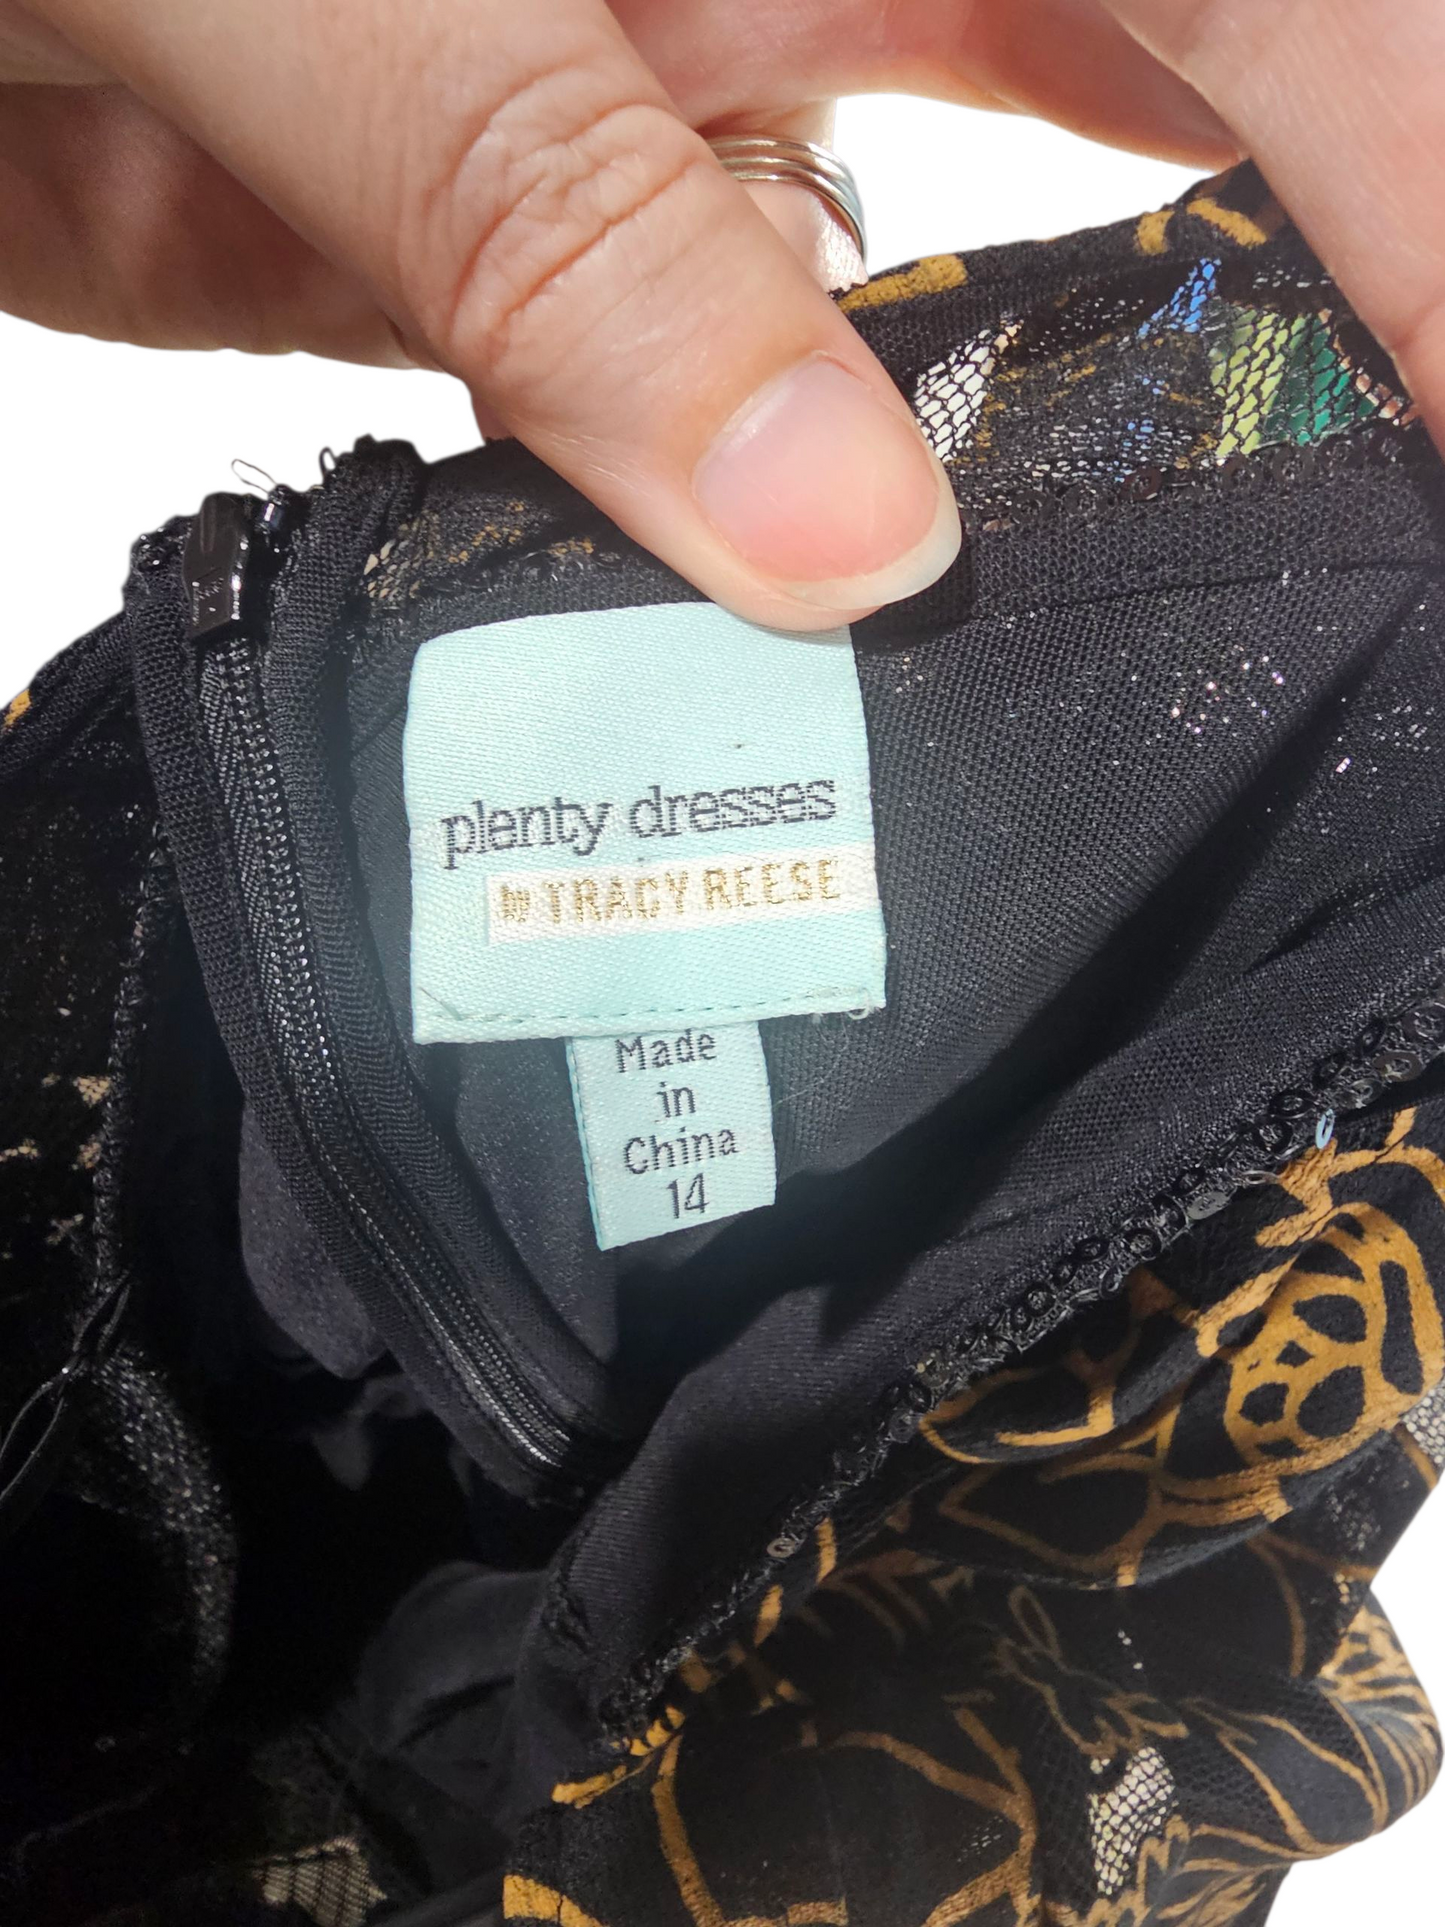 plenty dresses
by TRACY REESE
Made
in
China
14